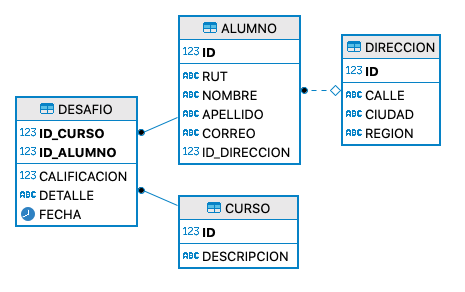 ALUMNO
123 ID
ABC RUT
ABC NOMBRE
ABC APELLIDO
ABC CORREO
123 ID_DIRECCION
DIRECCION
123 ID
ABC CALLE
ABC CIUDAD
ABC REGION
DESAFIO
123 ID_CURSO
123 ID_ALUMNO
123 CALIFICACION
ABC DETALLE
FECHA
CURSO
123 ID
ABC DESCRIPCION